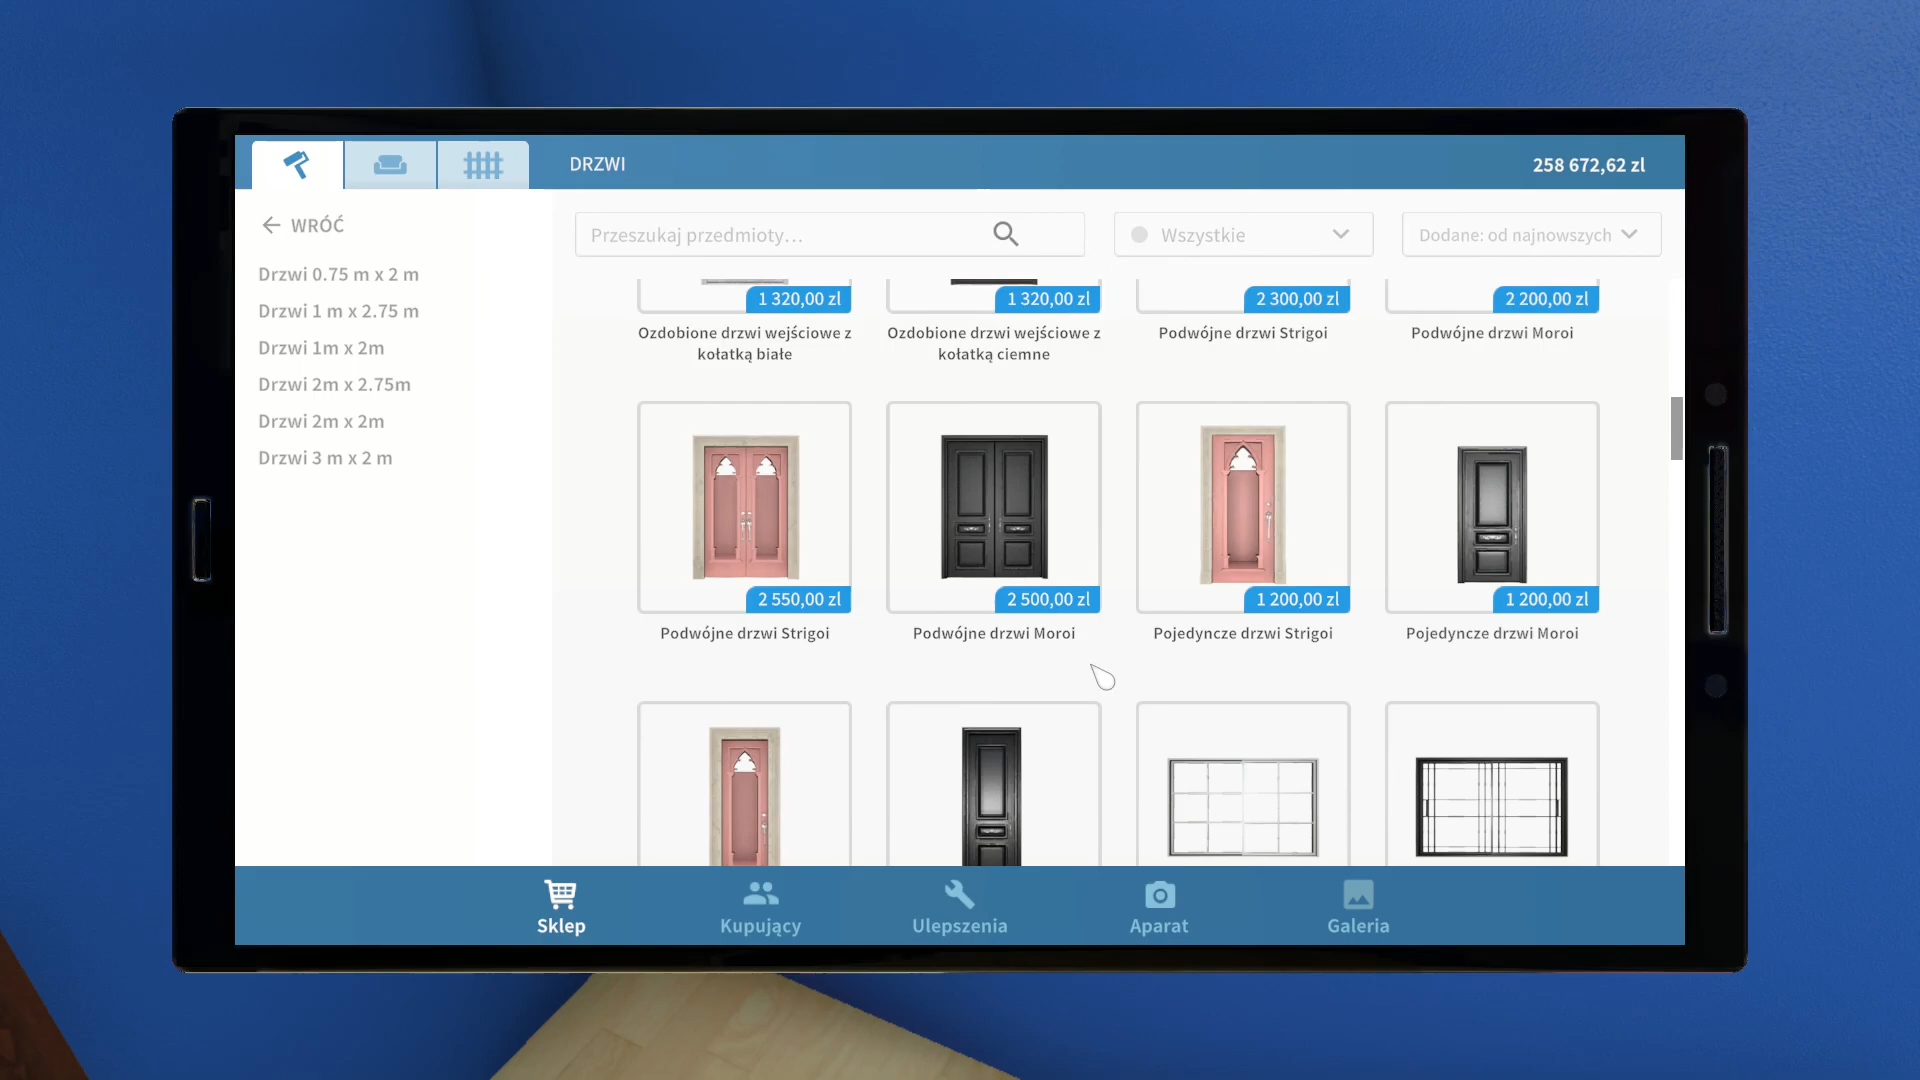 DRZWI
258 672,62 zl
WRÓĆ
Drzwi 0.75 m x 2 m
Drzwi 1 m x 2.75 m
Drzwi 1m x 2m
Drzwi 2m x 2.75m
Drzwi 2m x 2m
Drzwi 3 m x 2 m
Przeszukaj przedmioty...
Wszystkie
Dodane: od najnowszych
1 320,00 zl
1 320,00 zl
2 300,00 zl
2 200,00 zl
Ozdobione drzwi wejściowe z
kołatką białe
Ozdobione drzwi wejściowe z
kołatką ciemne
Podwójne drzwi Strigoi
Podwójne drzwi Moroi
2 550,00 zl
2 500,00 zl
1 200,00 zl
1 200,00 zl
Podwójne drzwi Strigoi
Podwójne drzwi Moroi
Pojedyncze drzwi Strigoi
Pojedyncze drzwi Moroi
Sklep
Kupujący
Ulepszenia
Aparat
Galeria